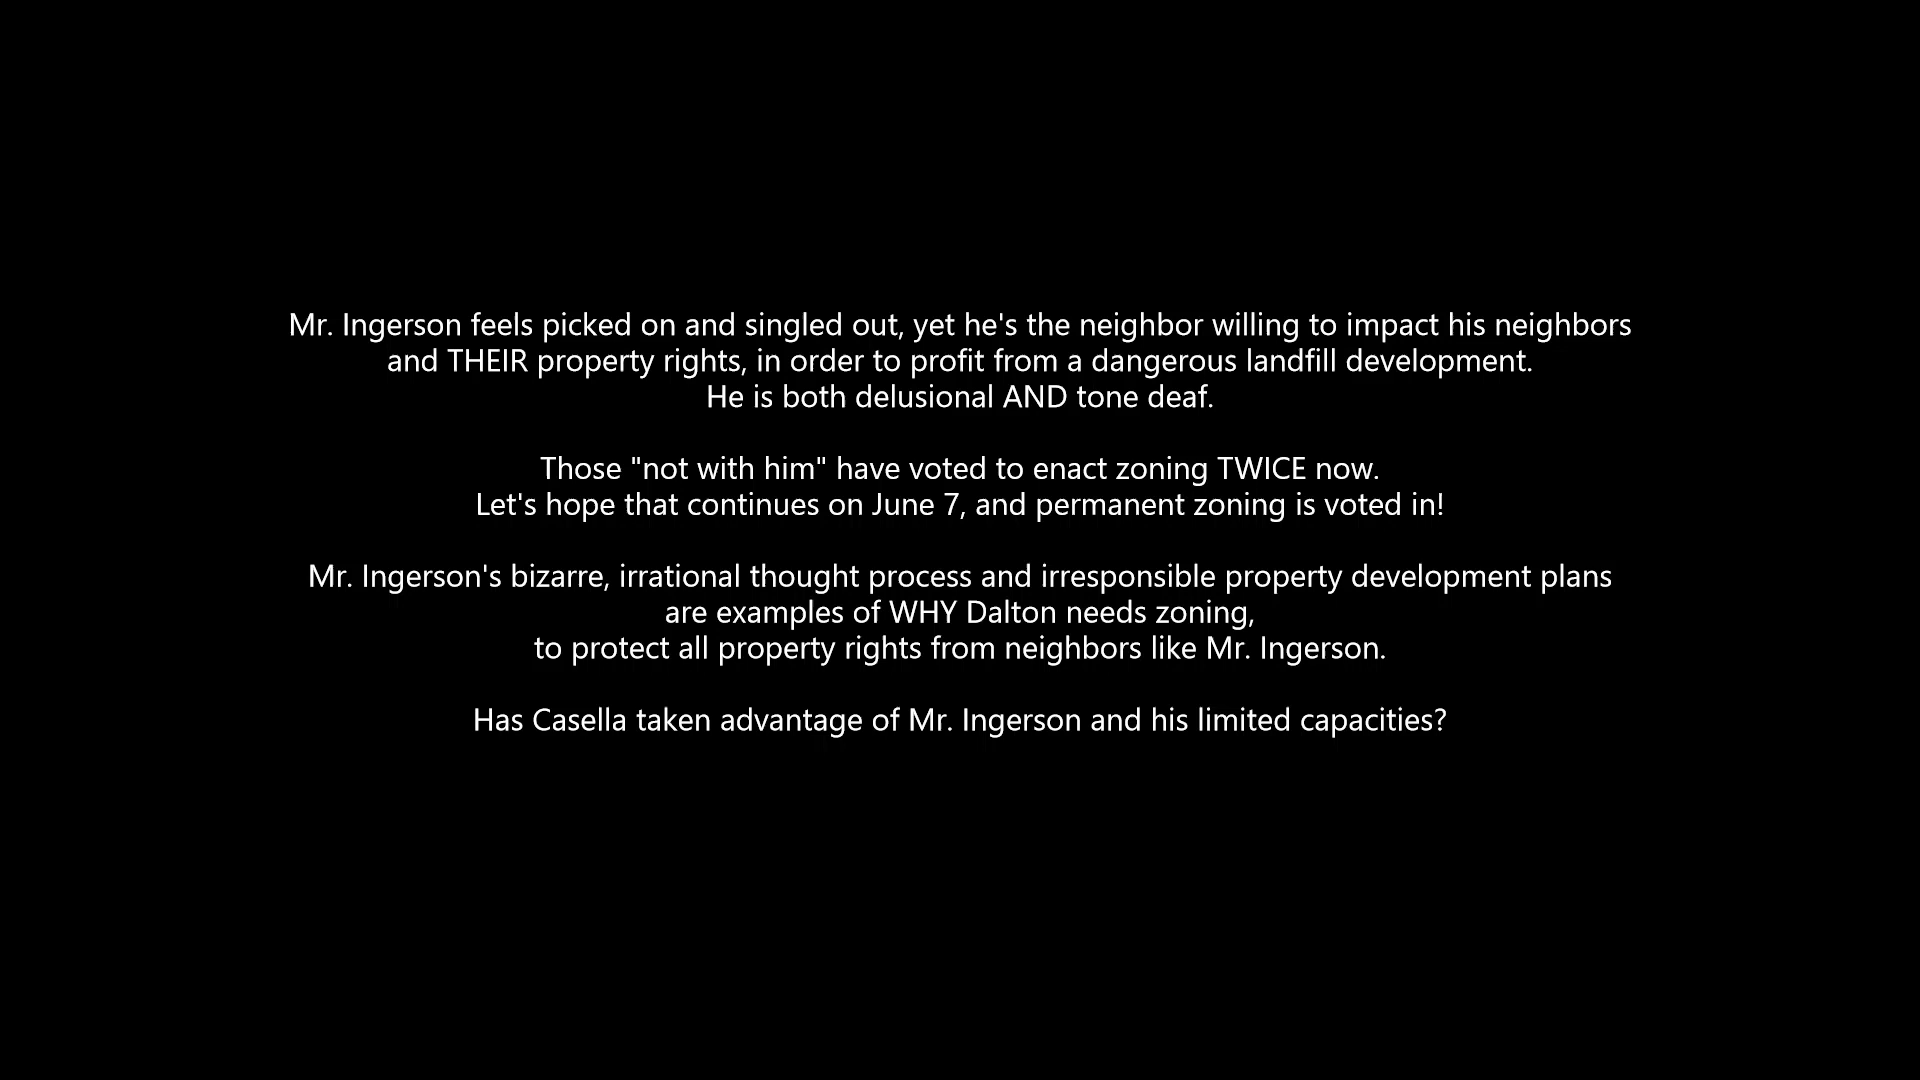 Mr. Ingerson feels picked on and singled out, yet he's the neighbor willing to impact his neighbors
and THEIR property rights, in order to profit from a dangerous landfill development.
He is both delusional AND tone deaf.
Those "not with him" have voted to enact zoning TWICE now.
Let's hope that continues on June 7, and permanent zoning is voted in!
Mr. Ingerson's bizarre, irrational thought process and irresponsible property development plans
are examples of WHY Dalton needs zoning,
to protect all property rights from neighbors like Mr. Ingerson.
Has Casella taken advantage of Mr. Ingerson and his limited capacities?